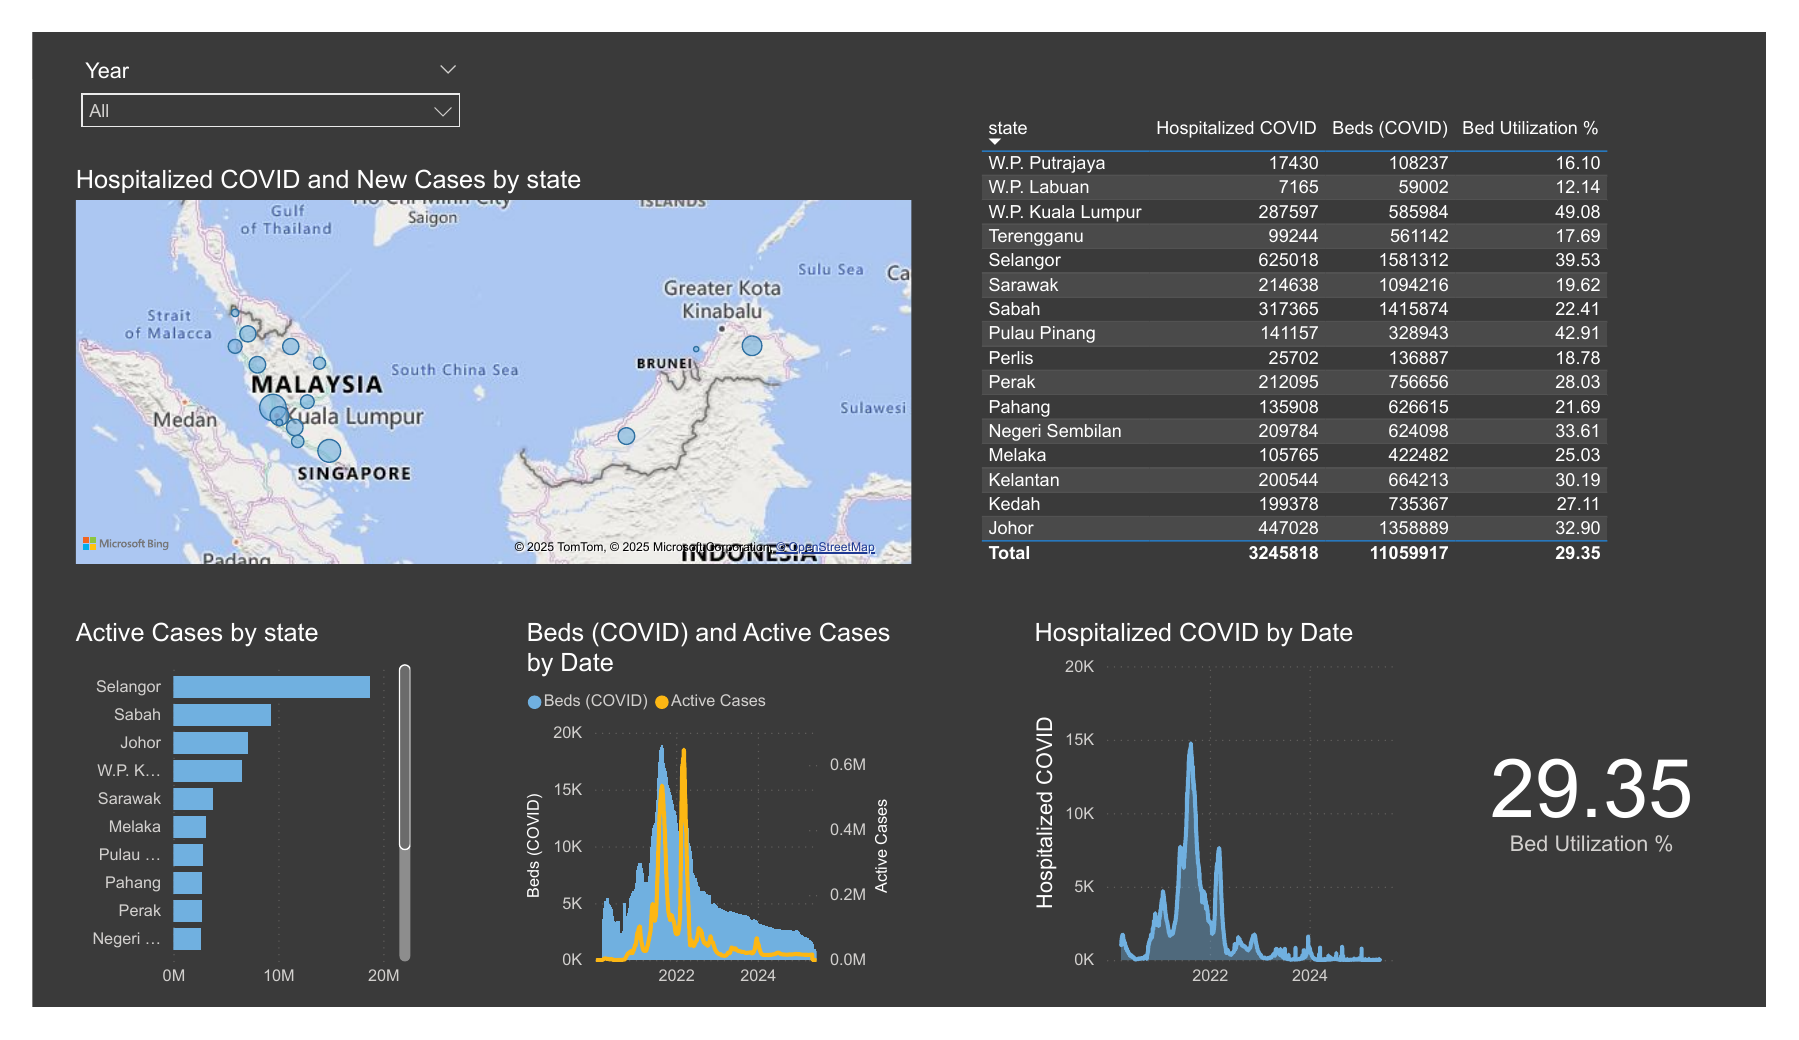 Year
All
Hospitalized COVID and New Cases by state
Ho Chi Minh City
Saigon
ISLANDS
Gulf
of Thailand
Sulu Sea
Greater Kota
Kinabalu
Strait
of Malacca
South China Sea
BRUNEI
MALAYSIA
Medan
Kuala Lumpur
Sulawesi
SINGAPORE
Microsoft Bing
© 2025 TomTom, © 2025 Microsoft Corporation, © OpenStreetMap
Padang
INDONESIA
state Hospitalized COVID Beds (COVID) Bed Utilization %
W.P. Putrajaya 17430 108237 16.10
W.P. Labuan 7165 59002 12.14
W.P. Kuala Lumpur 287597 585984 49.08
Terengganu 99244 561142 17.69
Selangor 625018 1581312 39.53
Sarawak 214638 1094216 19.62
Sabah 317365 1415874 22.41
Pulau Pinang 141157 328943 42.91
Perlis 25702 136887 18.78
Perak 212095 756656 28.03
Pahang 135908 626615 21.69
Negeri Sembilan 209784 624098 33.61
Melaka 105765 422482 25.03
Kelantan 200544 664213 30.19
Kedah 199378 735367 27.11
Johor 447028 1358889 32.90
Total 3245818 11059917 29.35
Active Cases by state
Selangor
Sabah
Johor
W.P. K…
Sarawak
Melaka
Pulau …
Pahang
Perak
Negeri …
0M 10M 20M
Beds (COVID) and Active Cases
by Date
Beds (COVID) Active Cases
20K
15K
10K
5K
0K
Beds (COVID)
0.6M
0.4M
0.2M
0.0M
Active Cases
2022 2024
Hospitalized COVID by Date
20K
15K
10K
5K
0K
Hospitalized COVID
2022 2024
29.35
Bed Utilization %